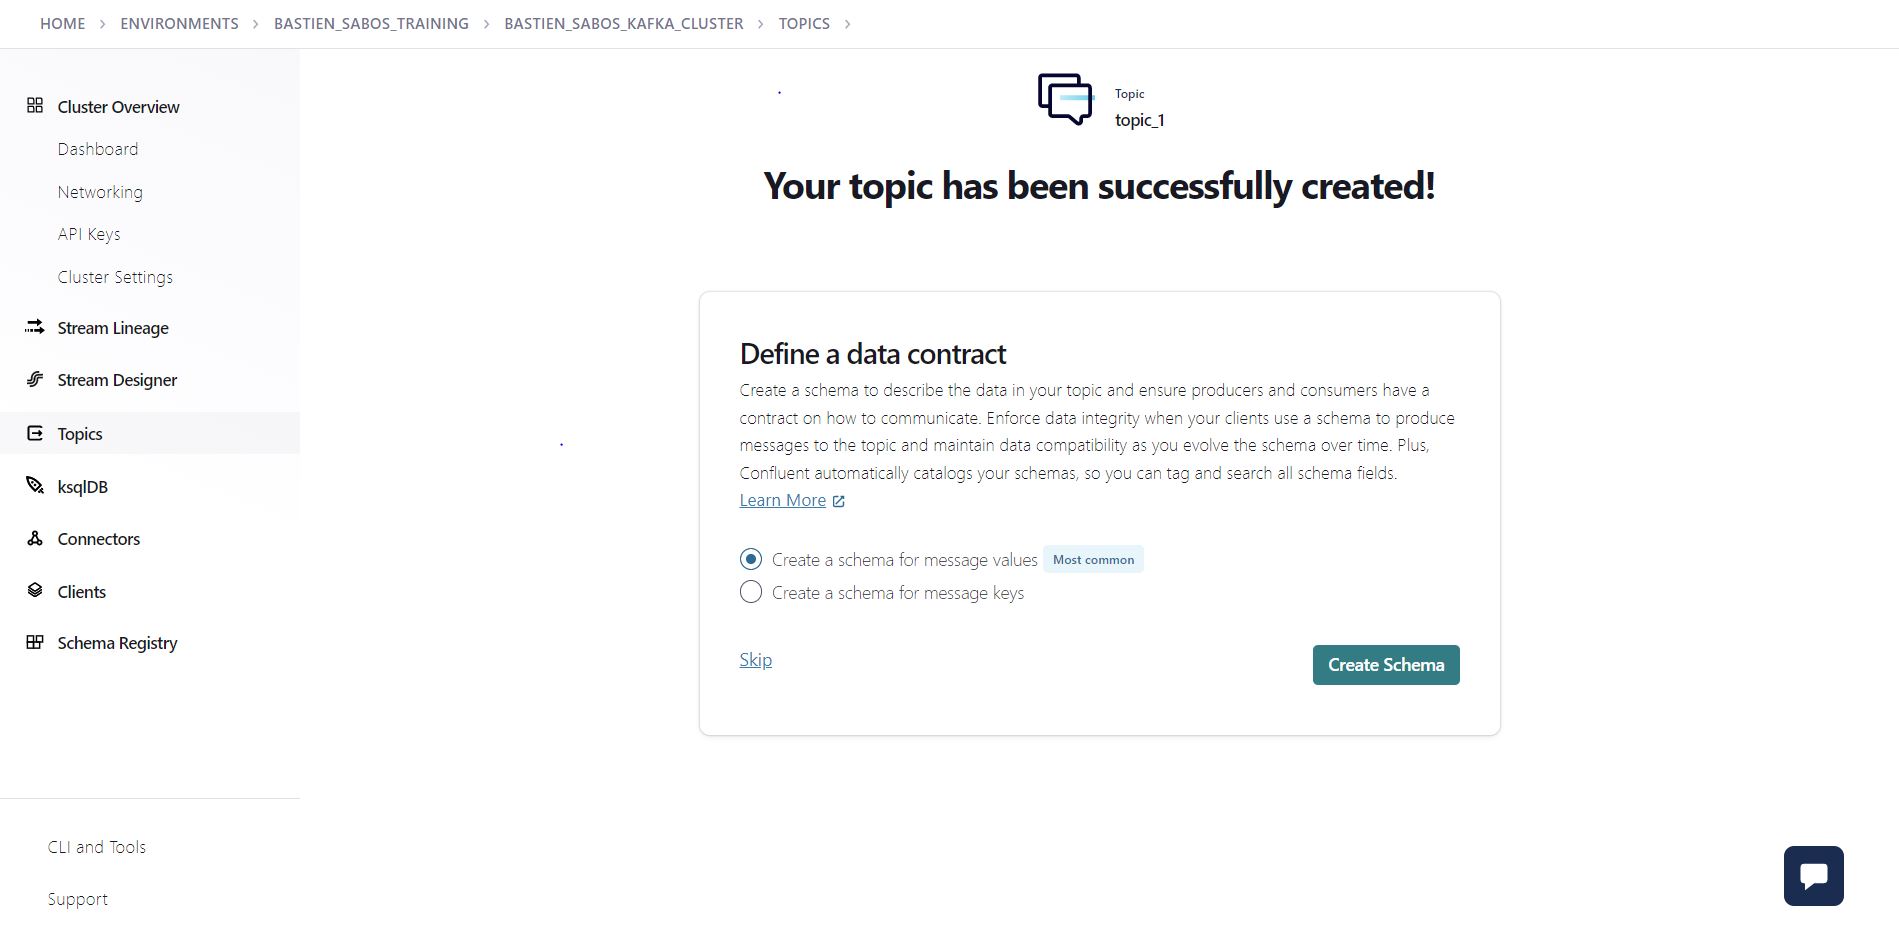 HOME > ENVIRONMENTS > BASTIEN_SABOS_TRAINING > BASTIEN_SABOS_KAFKA_CLUSTER > TOPICS >
Cluster Overview
Dashboard
Networking
API Keys
Cluster Settings
Stream Lineage
Stream Designer
Topics
ksqlDB
Connectors
Clients
Schema Registry
CLI and Tools
Support
Topic
topic_1
Your topic has been successfully created!
Define a data contract
Create a schema to describe the data in your topic and ensure producers and consumers have a
contract on how to communicate. Enforce data integrity when your clients use a schema to produce
messages to the topic and maintain data compatibility as you evolve the schema over time. Plus,
Confluent automatically catalogs your schemas, so you can tag and search all schema fields.
Learn More
Create a schema for message values Most common
Create a schema for message keys
Skip Create Schema